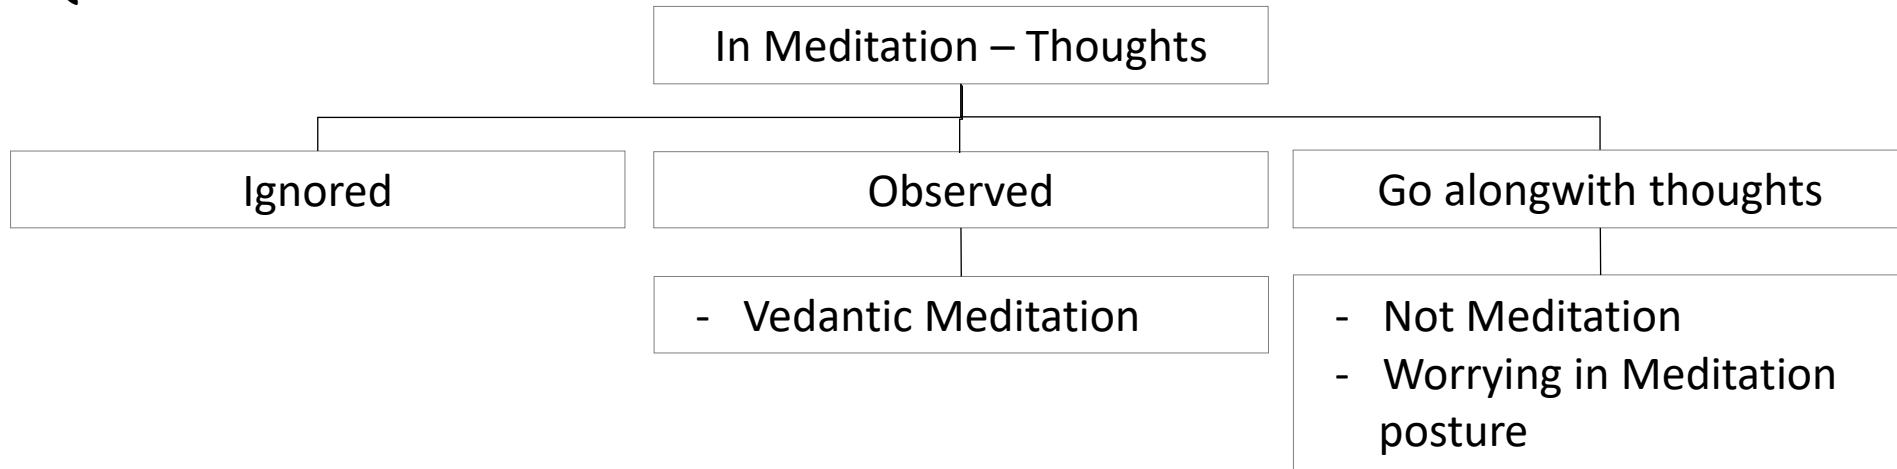 In Meditation – Thoughts
Ignored
Observed
Go alongwith thoughts
- Vedantic Meditation
- Not Meditation
- Worrying in Meditation
posture